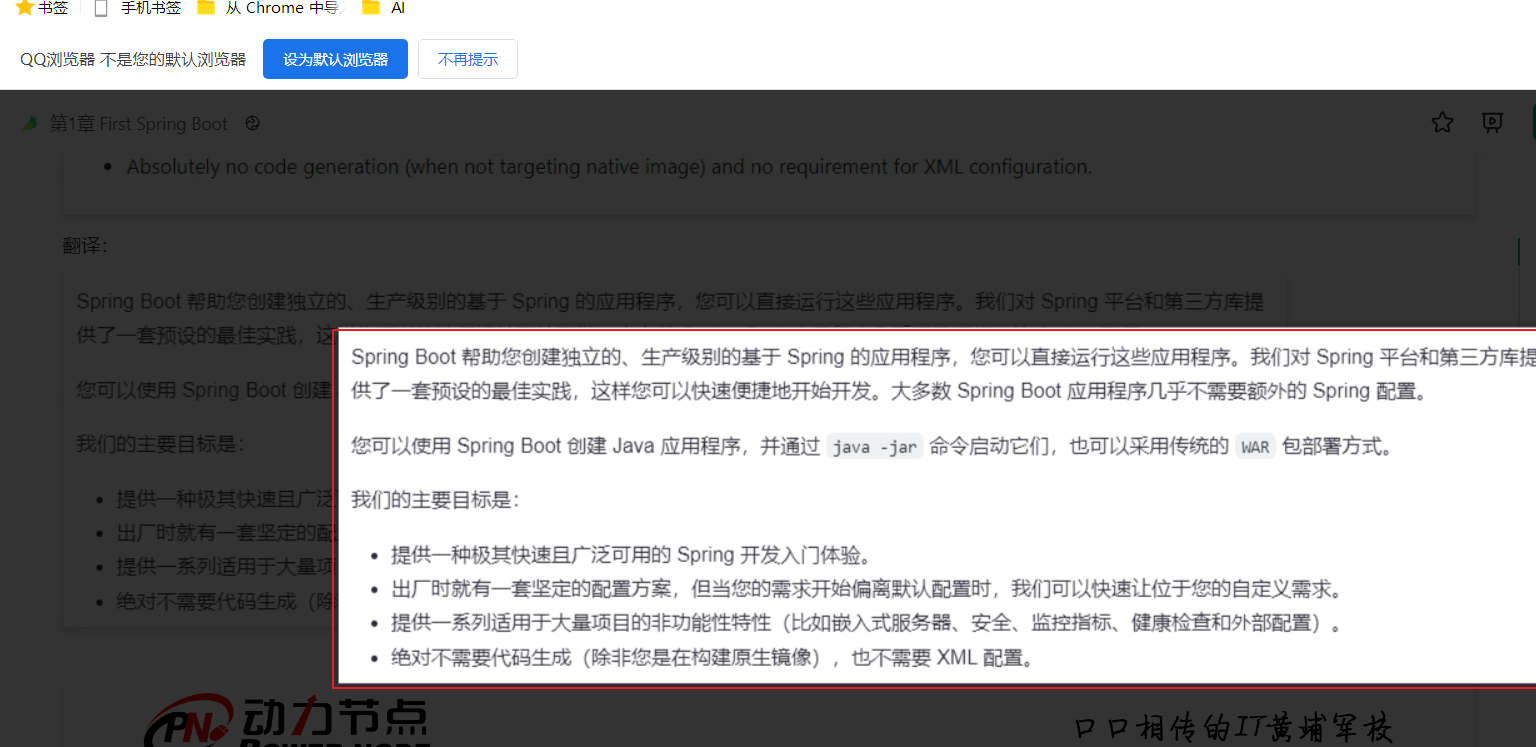 书签 手机书签 从 Chrome 中导 AI
QQ浏览器 不是您的默认浏览器 设为默认浏览器 不再提示
第1章 First Spring Boot
• Absolutely no code generation (when not targeting native image) and no requirement for XML configuration.
翻译：
Spring Boot 帮助您创建独立的、生产级别的基于 Spring 的应用程序，您可以直接运行这些应用程序。我们对 Spring 平台和第三方库提
供了一套预设的最佳实践，这
您可以使用 Spring Boot 创建
我们的主要目标是：
• 提供一种极其快速且广泛
• 出厂时就有一套坚定的配
• 提供一系列适用于大量项
• 绝对不需要代码生成（除
Spring Boot 帮助您创建独立的、生产级别的基于 Spring 的应用程序，您可以直接运行这些应用程序。我们对 Spring 平台和第三方库提
供了一套预设的最佳实践，这样您可以快速便捷地开始开发。大多数 Spring Boot 应用程序几乎不需要额外的 Spring 配置。
您可以使用 Spring Boot 创建 Java 应用程序，并通过 java -jar 命令启动它们，也可以采用传统的 WAR 包部署方式。
我们的主要目标是：
• 提供一种极其快速且广泛可用的 Spring 开发入门体验。
• 出厂时就有一套坚定的配置方案，但当您的需求开始偏离默认配置时，我们可以快速让位于您的自定义需求。
• 提供一系列适用于大量项目的非功能性特性（比如嵌入式服务器、安全、监控指标、健康检查和外部配置）。
• 绝对不需要代码生成（除非您是在构建原生镜像），也不需要 XML 配置。
PN 动力节点
POWER NODE
口口相传的IT黄埔军校